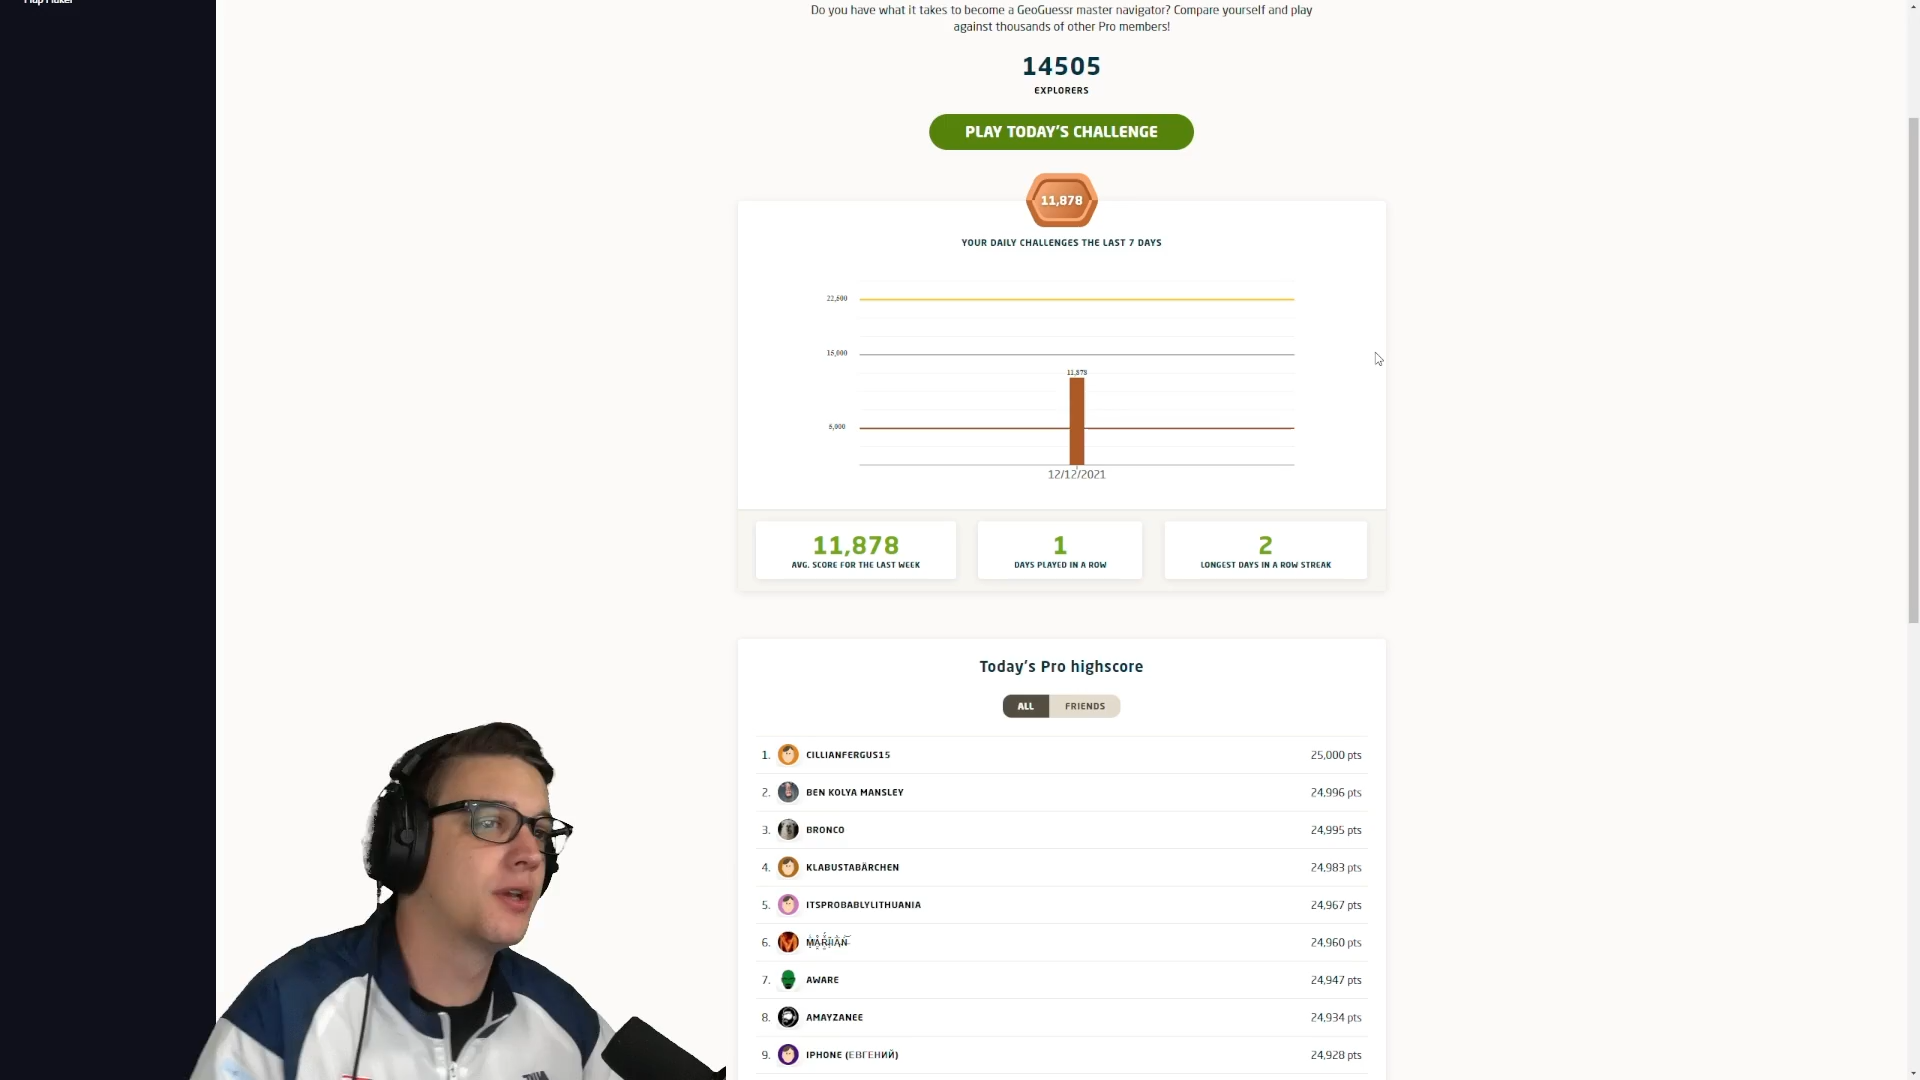 Do you have what it takes to become a GeoGuessr master navigator? Compare yourself and play
against thousands of other Pro members!
14505
EXPLORERS
PLAY TODAY'S CHALLENGE
11,878
YOUR DAILY CHALLENGES THE LAST 7 DAYS
22,500
15,000
11,878
5,000
12/12/2021
11,878
AVG. SCORE FOR THE LAST WEEK
1
DAYS PLAYED IN A ROW
2
LONGEST DAYS IN A ROW STREAK
Today's Pro highscore
ALL
FRIENDS
1. CILLIANFERGUS15 25,000 pts
2. BEN KOLYA MANSLEY 24,996 pts
3. BRONCO 24,995 pts
4. KLABUSTABÄRCHEN 24,983 pts
5. ITSPROBABLYLITHUANIA 24,967 pts
6. 24,960 pts
7. AWARE 24,947 pts
8. AMAYZANEE 24,934 pts
9. IPHONE (ЕВГЕНИЙ) 24,928 pts